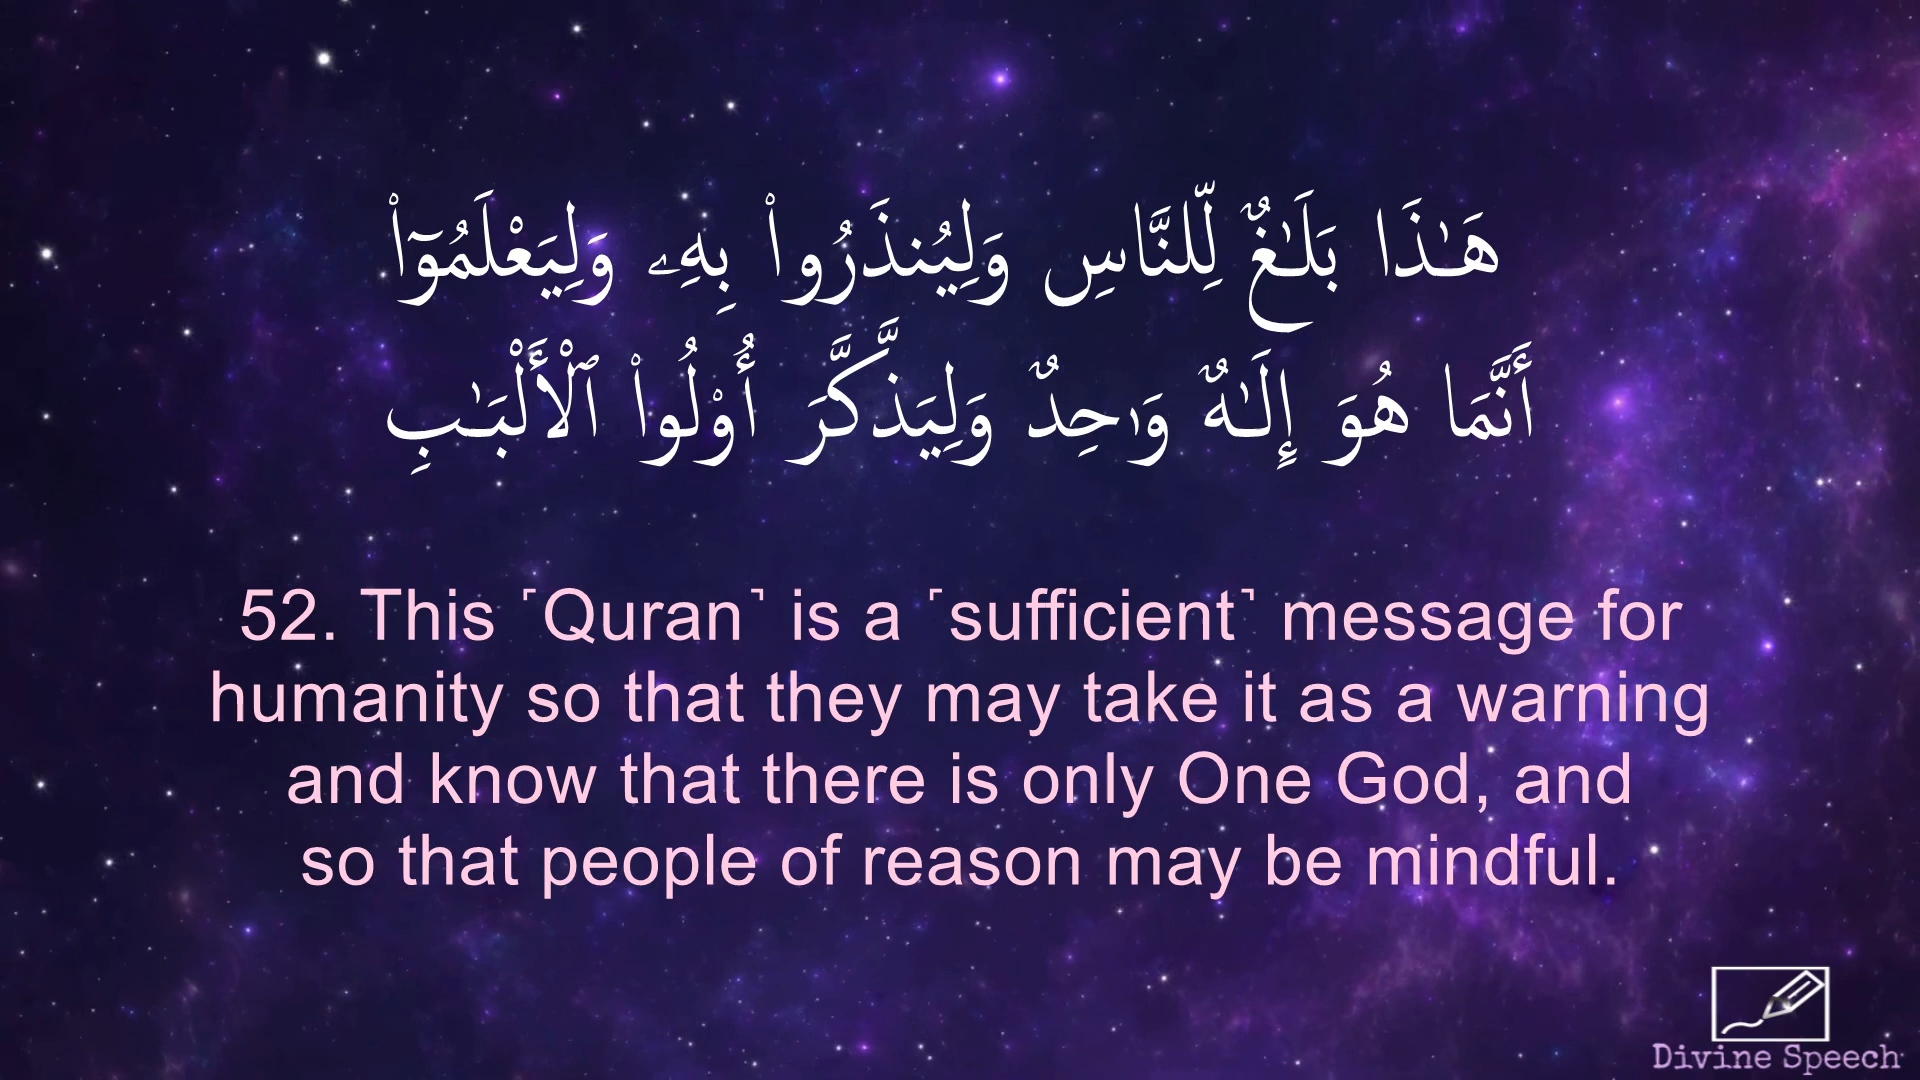 هَـٰذَا بَلَـٰغٌ لِّلنَّاسِ وَلِيُنذَرُوا۟ بِهِۦ وَلِيَعْلَمُوٓا۟
أَنَّمَا هُوَ إِلَـٰهٌ وَٰحِدٌ وَلِيَذَّكَّرَ أُو۟لُوا۟ ٱلْأَلْبَـٰبِ
52. This ˹Quran˺ is a ˹sufficient˺ message for
humanity so that they may take it as a warning
and know that there is only One God, and
so that people of reason may be mindful.
Divine Speech